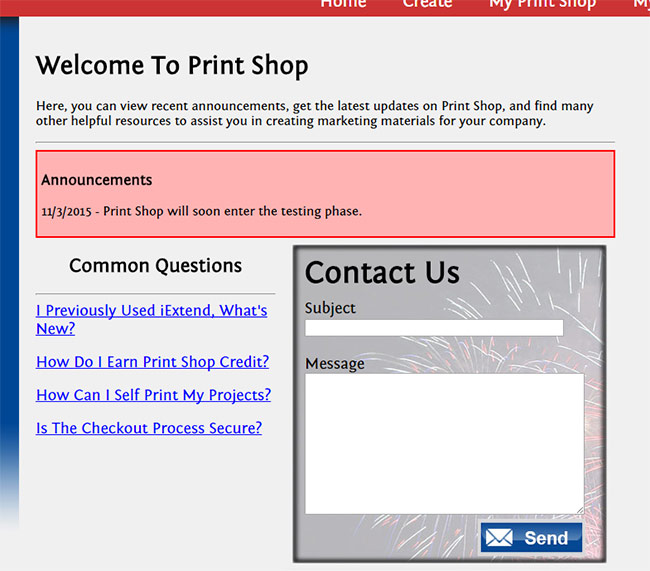 Home Create My Print Shop My
Welcome To Print Shop
Here, you can view recent announcements, get the latest updates on Print Shop, and find many
other helpful resources to assist you in creating marketing materials for your company.
Announcements
11/3/2015 - Print Shop will soon enter the testing phase.
Common Questions
I Previously Used iExtend, What's
New?
How Do I Earn Print Shop Credit?
How Can I Self Print My Projects?
Is The Checkout Process Secure?
Contact Us
Subject
Message
Send